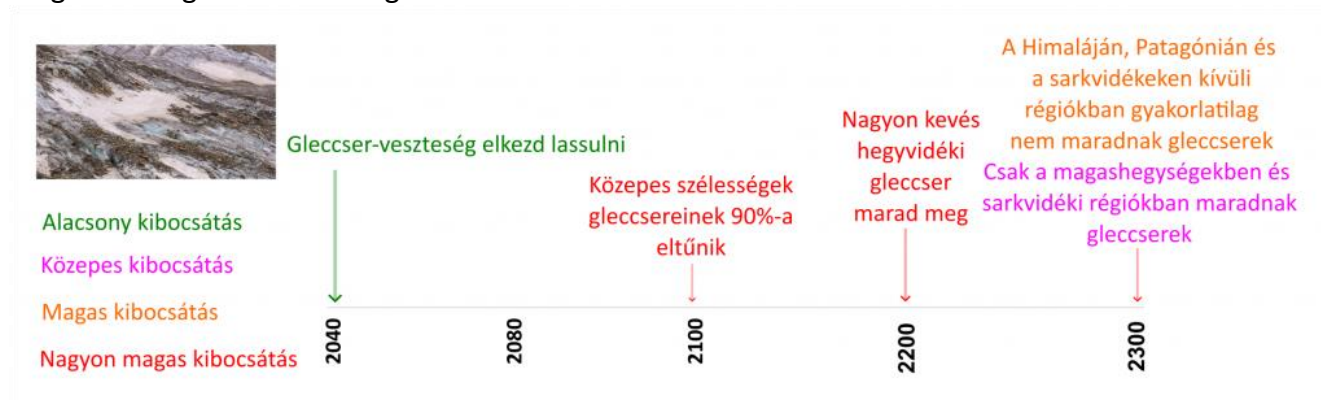 A Himaláján, Patagónián és
a sarkvidékeken kívüli
régiókban gyakorlatilag
nem maradnak gleccserek
Csak a magashegységekben és
sarkvidéki régiókban maradnak
gleccserek
Nagyon kevés
hegyvidéki
gleccser
marad meg
Gleccser-veszteség elkezd lassulni
Közepes szélességek
gleccsereinek 90%-a
eltűnik
Alacsony kibocsátás
Közepes kibocsátás
Magas kibocsátás
Nagyon magas kibocsátás
2040
2080
2100
2200
2300